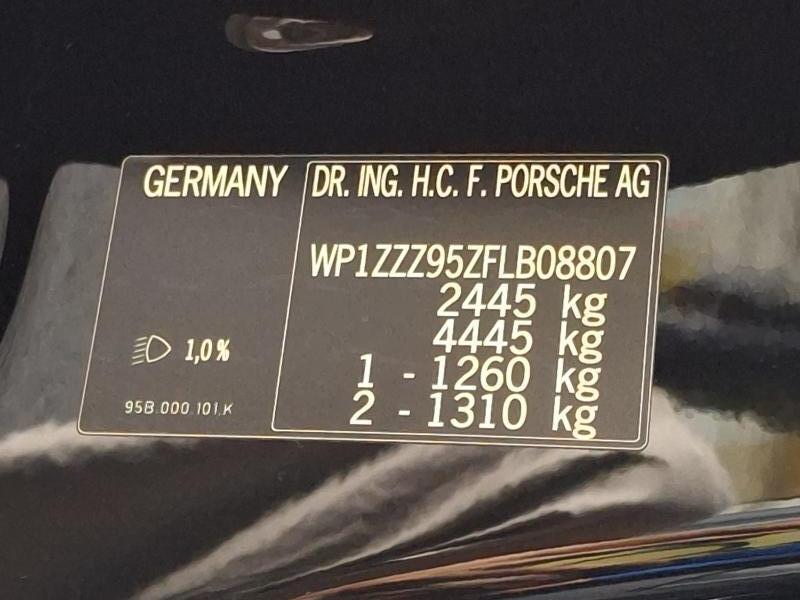 GERMANY
DR. ING. H.C. F. PORSCHE AG
WP1ZZZ95ZFLB08807
2445 kg
4445 kg
1 - 1260 kg
2 - 1310 kg
1,0%
95B.000.101.K